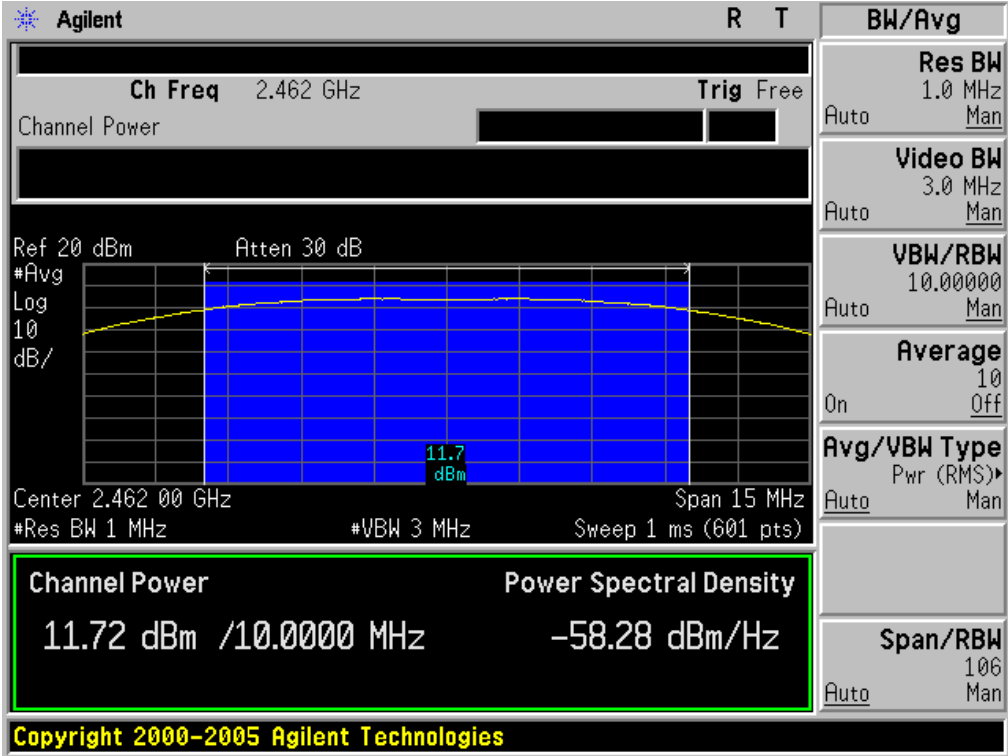 Agilent R T
Ch Freq 2.462 GHz Trig Free
Channel Power
Ref 20 dBm Atten 30 dB
#Avg
Log
10
dB/
11.7
dBm
Center 2.462 00 GHz Span 15 MHz
#Res BW 1 MHz #VBW 3 MHz Sweep 1 ms (601 pts)
Channel Power Power Spectral Density
11.72 dBm /10.0000 MHz -58.28 dBm/Hz
Copyright 2000-2005 Agilent Technologies
BW/Avg
Res BW
1.0 MHz
Auto Man
Video BW
3.0 MHz
Auto Man
VBW/RBW
10.00000
Auto Man
Average
10
On Off
Avg/VBW Type
Pwr (RMS)▸
Auto Man
Span/RBW
106
Auto Man